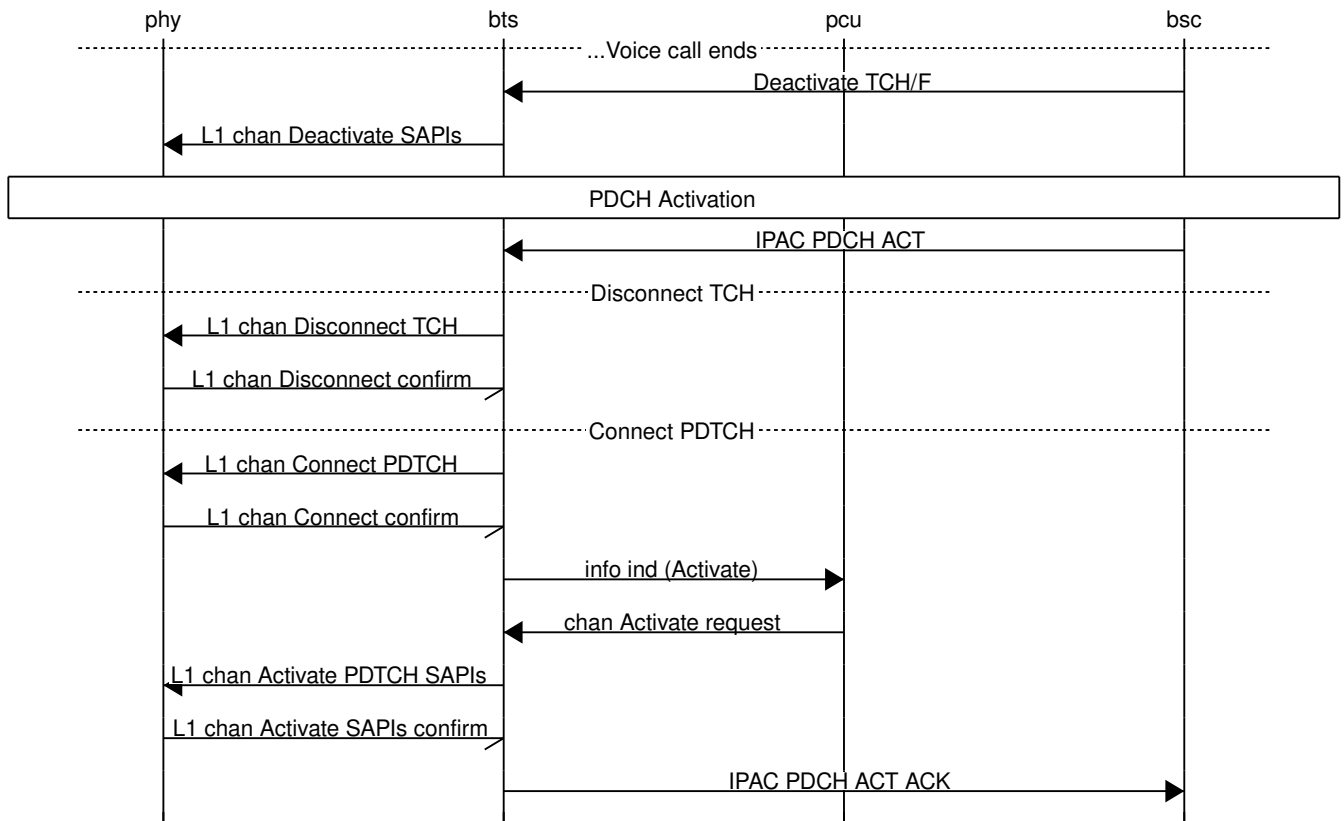 phy bts pcu bsc
...Voice call ends
Deactivate TCH/F
L1 chan Deactivate SAPIs
PDCH Activation
IPAC PDCH ACT
Disconnect TCH
L1 chan Disconnect TCH
L1 chan Disconnect confirm
Connect PDTCH
L1 chan Connect PDTCH
L1 chan Connect confirm
info ind (Activate)
chan Activate request
L1 chan Activate PDTCH SAPIs
L1 chan Activate SAPIs confirm
IPAC PDCH ACT ACK